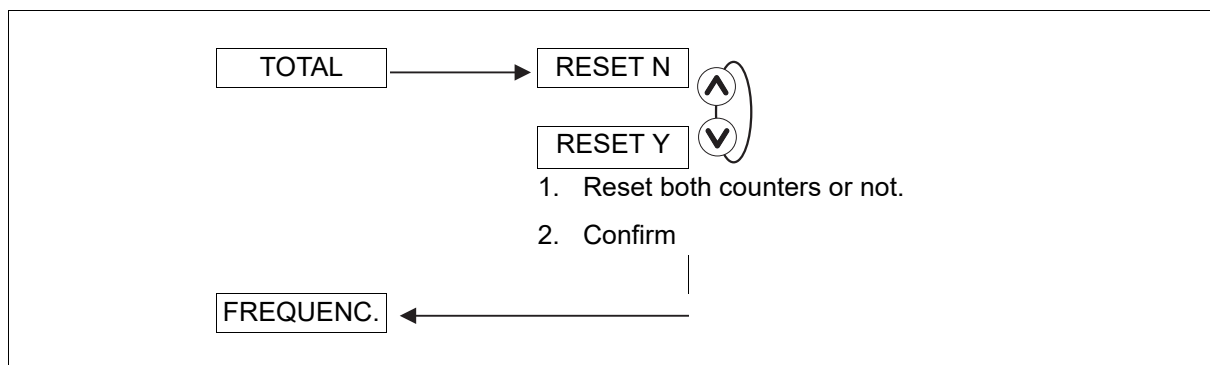 TOTAL
RESET N
RESET Y
1. Reset both counters or not.
2. Confirm
FREQUENC.